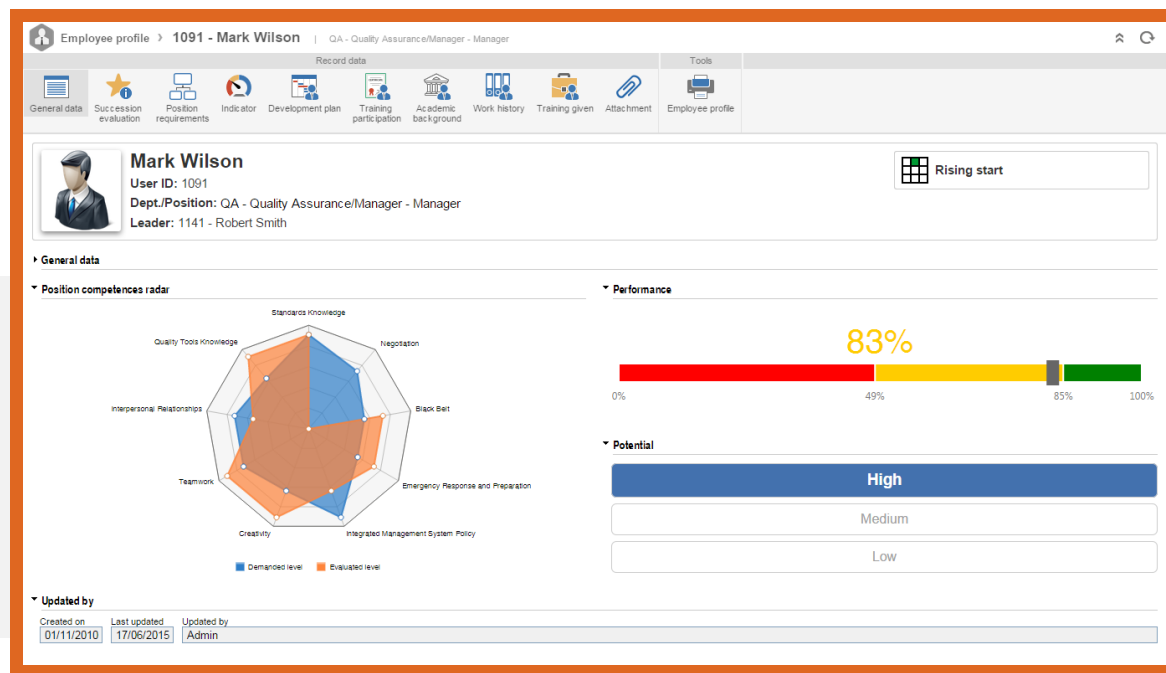 Employee profile > 1091 - Mark Wilson | QA - Quality Assurance/Manager - Manager
Record data
Tools
General data
Succession evaluation
Position requirements
Indicator
Development plan
Training participation
Academic background
Work history
Training given
Attachment
Employee profile
Mark Wilson
User ID: 1091
Dept./Position: QA - Quality Assurance/Manager - Manager
Leader: 1141 - Robert Smith
Rising start
General data
Position competences radar
Standards Knowledge
Quality Tools Knowledge
Negotiation
Interpersonal Relationships
Black Belt
Teamwork
Emergency Response and Preparation
Creativity
Integrated Management System Policy
Demanded level
Evaluated level
Performance
83%
0%
49%
85%
100%
Potential
High
Medium
Low
Updated by
Created on
Last updated
Updated by
01/11/2010
17/06/2015
Admin